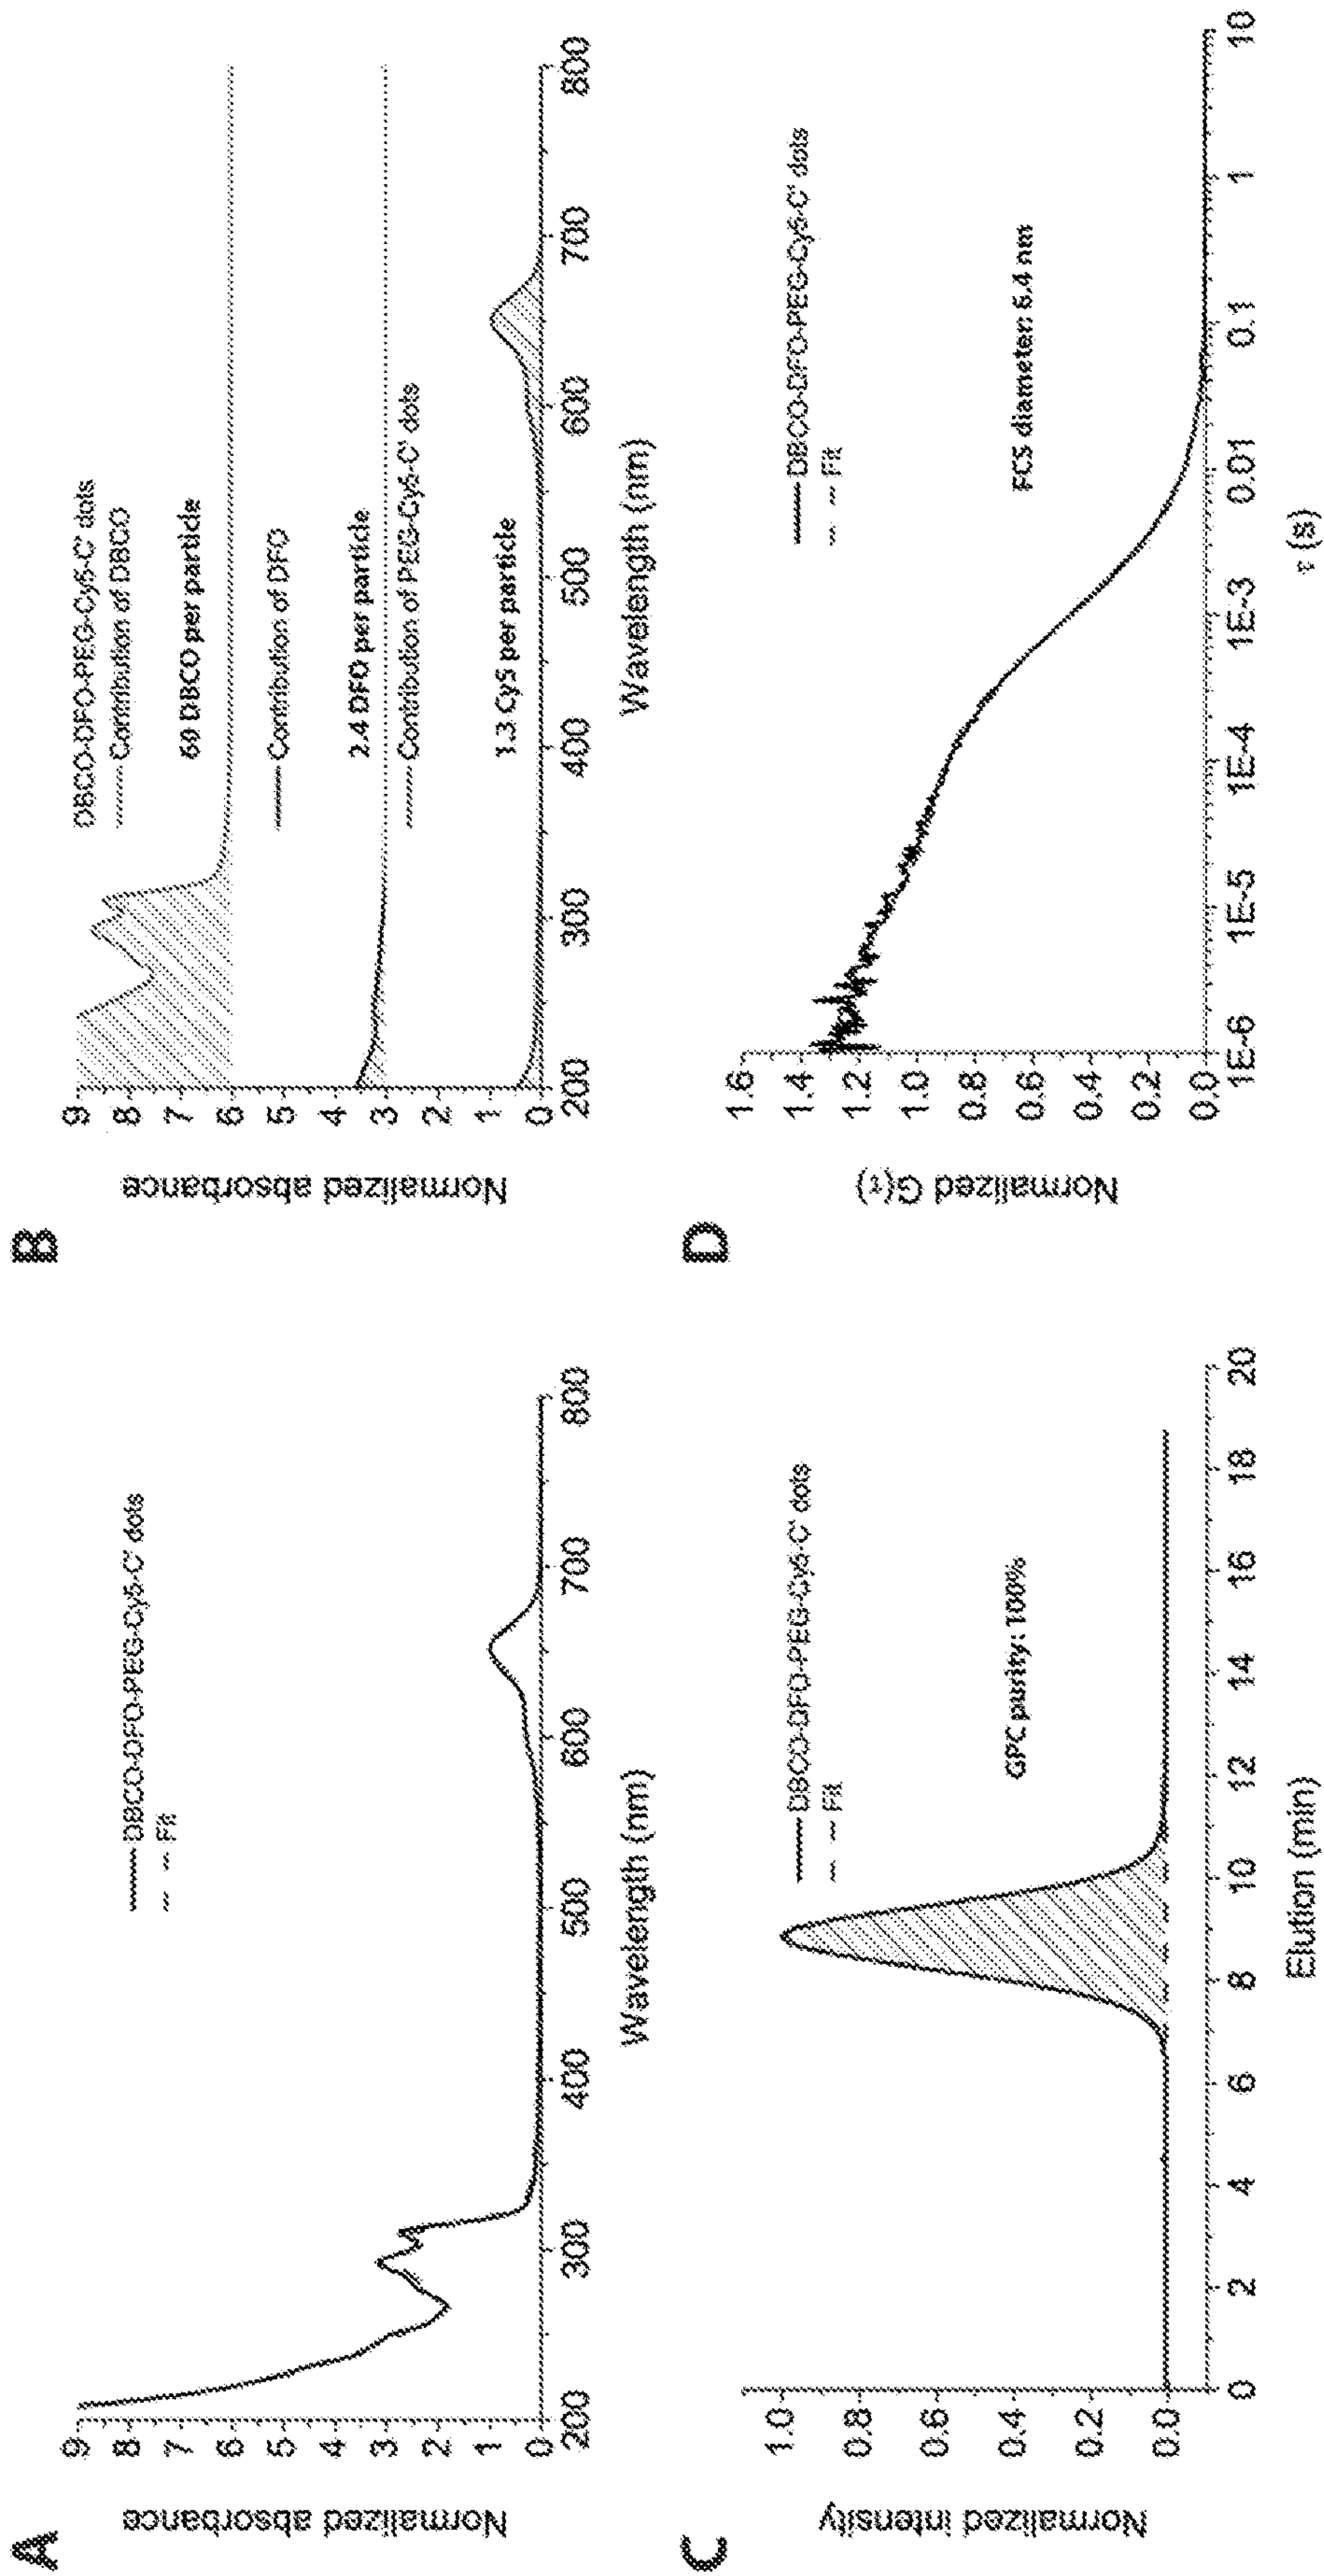 A
Normalized absorbance
9
8
7
6
5
4
3
2
1
0
200
300
400
500
600
700
800
Wavelength (nm)
DBCO-DFO-PEG-Cy5-C' dots
Fit
B
Normalized absorbance
9
8
7
6
5
4
3
2
1
0
200
300
400
500
600
700
800
Wavelength (nm)
DBCO-DFO-PEG-Cy5-C' dots
Contribution of DBCO
60 DBCO per particle
Contribution of DFO
2.4 DFO per particle
Contribution of PEG-Cy5-C' dots
1.3 Cy5 per particle
C
Normalized intensity
1.0
0.8
0.6
0.4
0.2
0.0
0
2
4
6
8
10
12
14
16
18
20
Elution (min)
DBCO-DFO-PEG-Cy5-C' dots
Fit
GPC purity: 100%
D
Normalized G(τ)
1.6
1.4
1.2
1.0
0.8
0.6
0.4
0.2
0.0
1E-6
1E-5
1E-4
1E-3
0.01
0.1
1
10
τ (s)
DBCO-DFO-PEG-Cy5-C' dots
Fit
FCS diameter: 6.4 nm